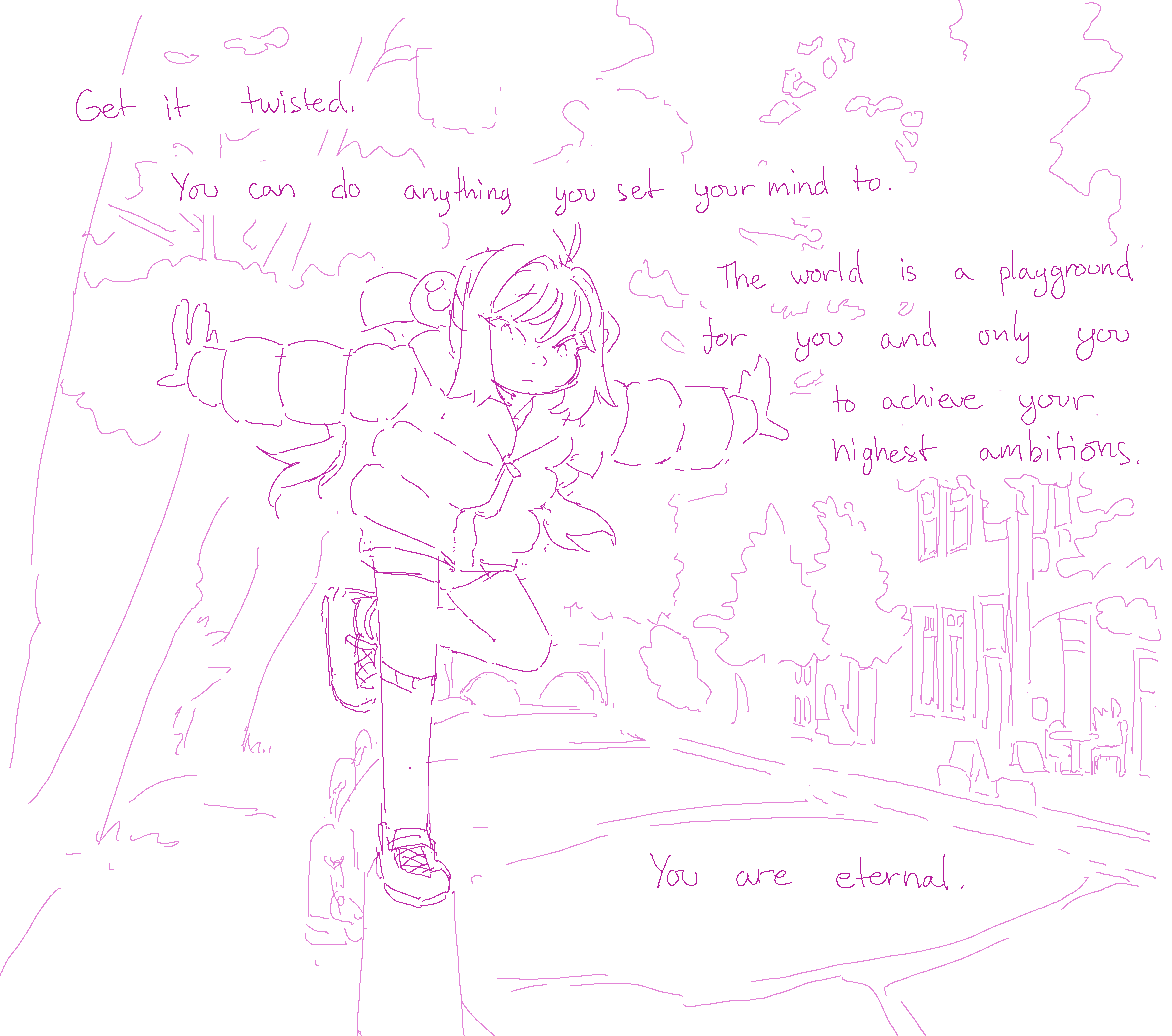 Get it twisted.
You can do anything you set your mind to.
The world is a playground
for you and only you
to achieve your
highest ambitions.
You are eternal.